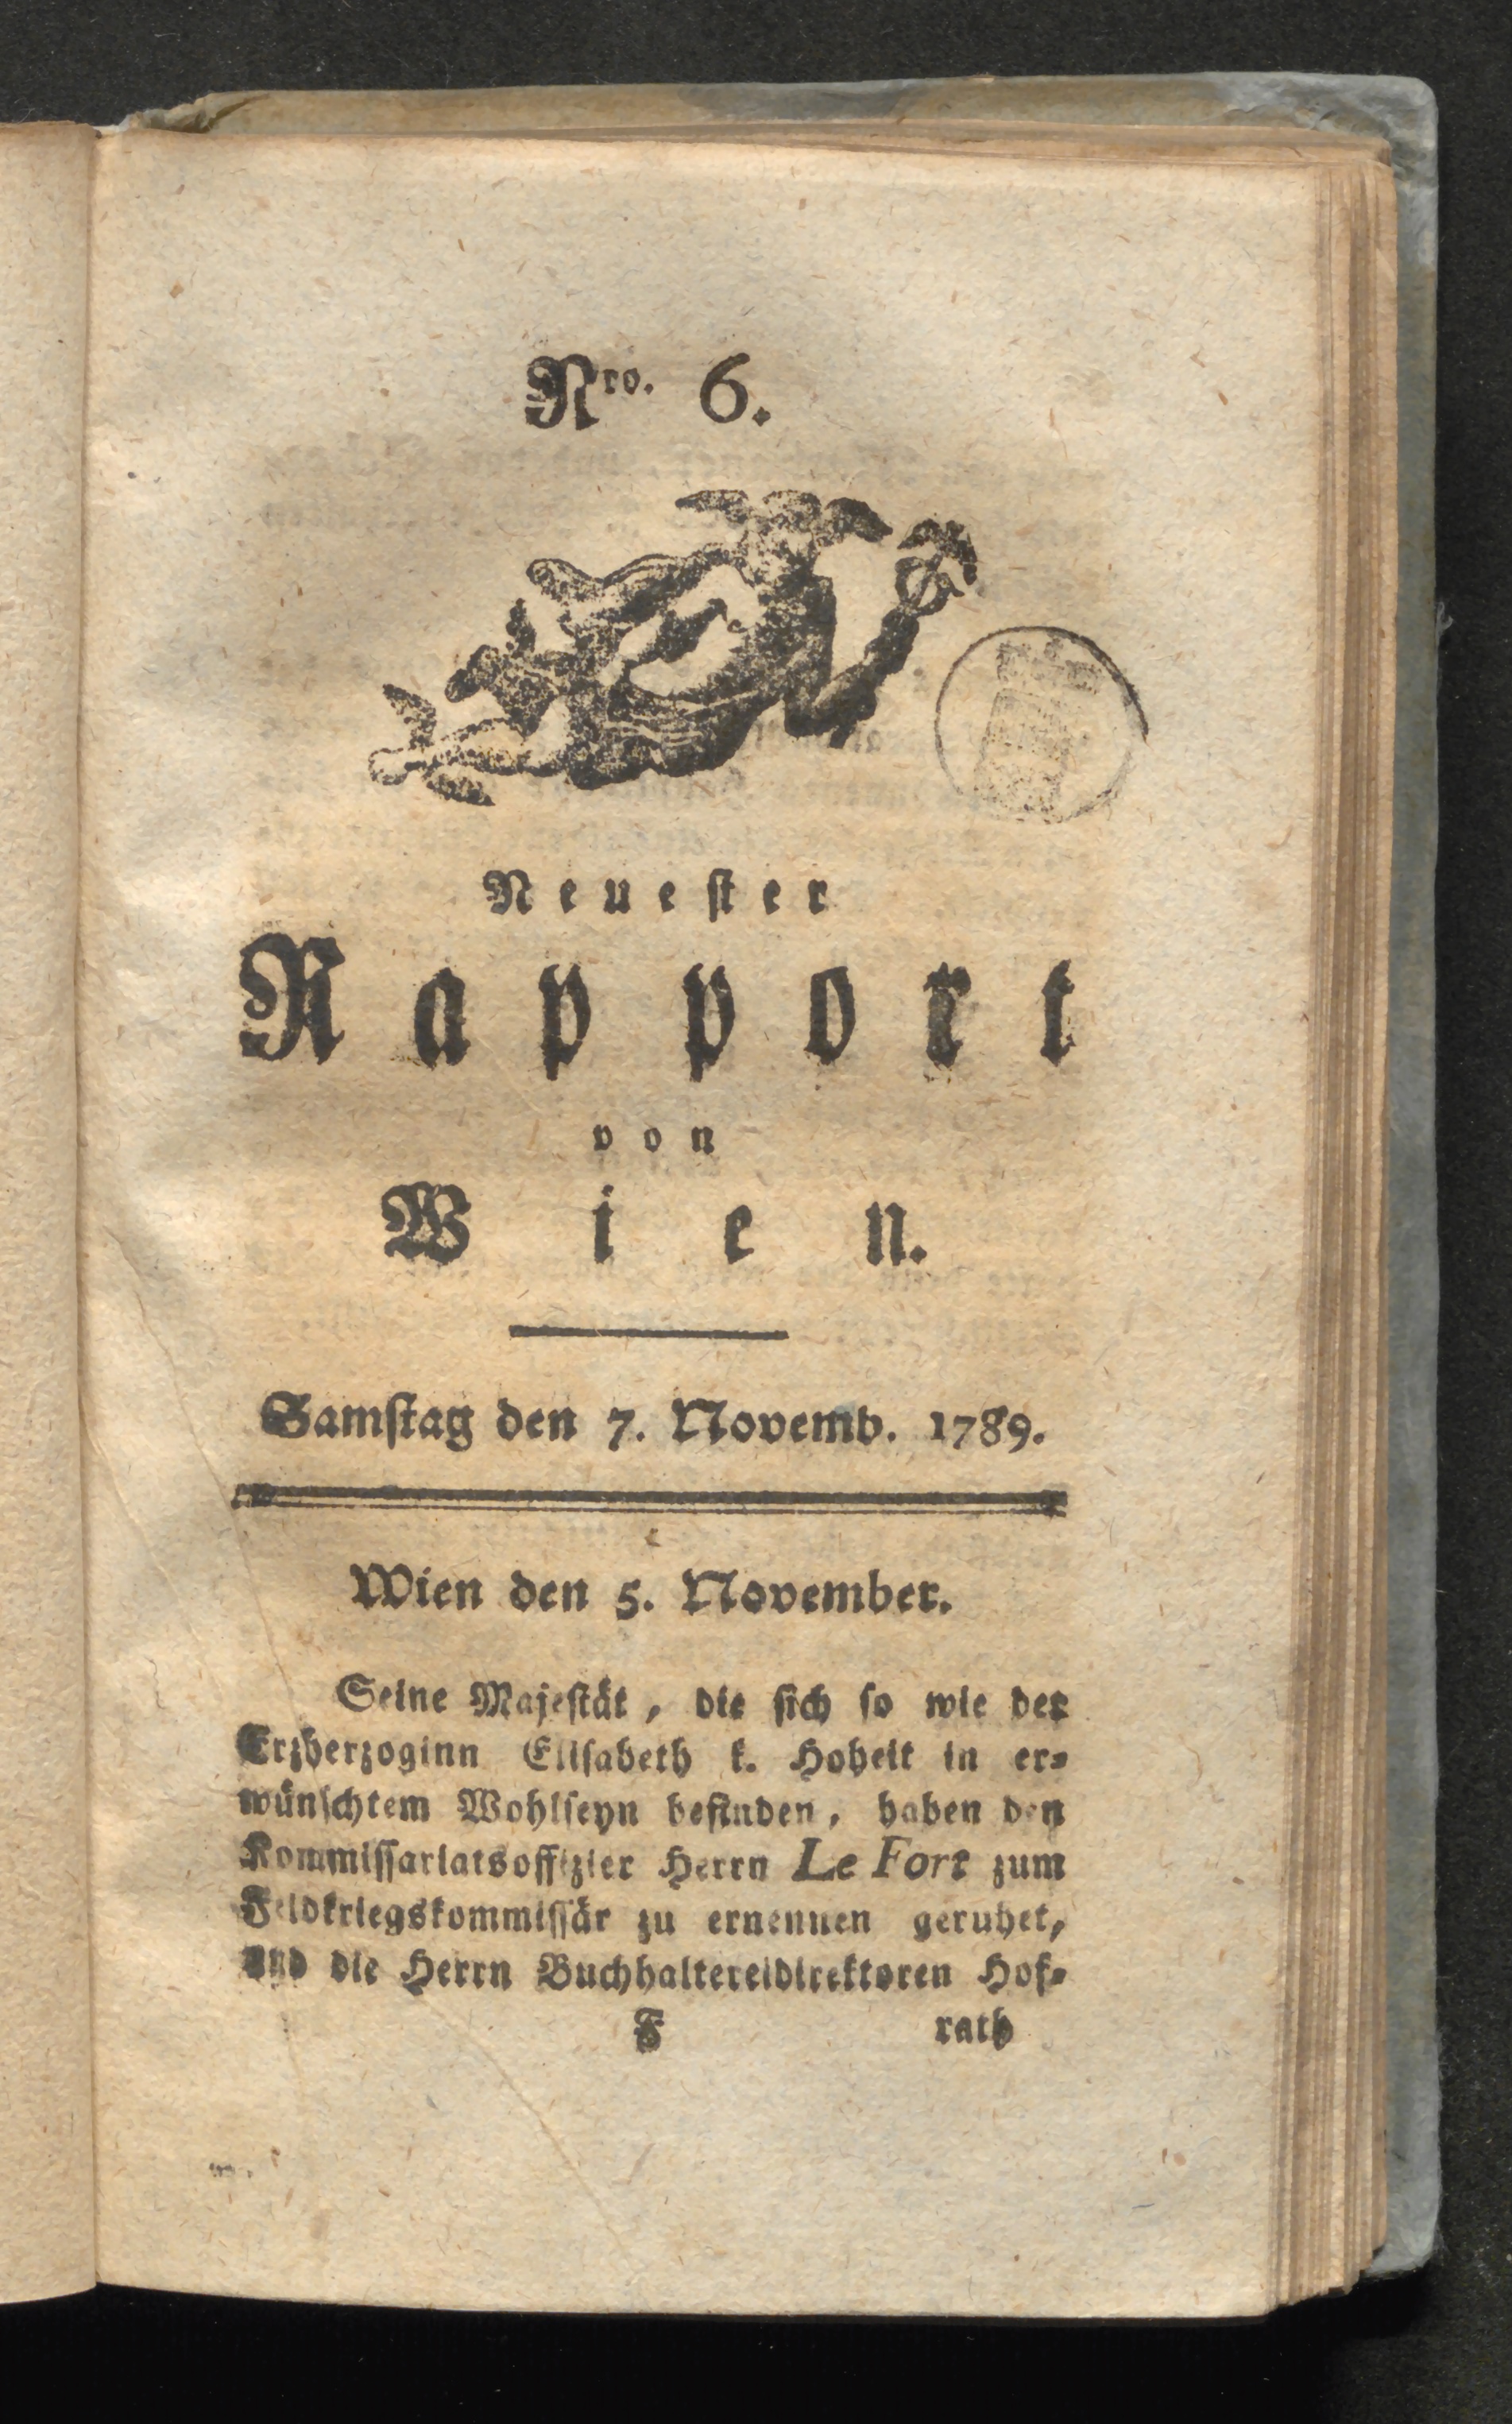 Nro. 6.
Neuester
Rapport
von
Wien.
Samstag den 7. Novemb. 1789.
Wien den 5. November.
Seine Majestät, die sich so wie der
Erzherzoginn Elisabeth k. Hoheit in er-
wünschtem Wohlseyn befinden, haben den
Kommissariatsoffizier Herrn Le Fort zum
Feldkriegskommissär zu ernennen geruhet,
und die Herrn Buchhaltereidirektoren Hof-
F rath